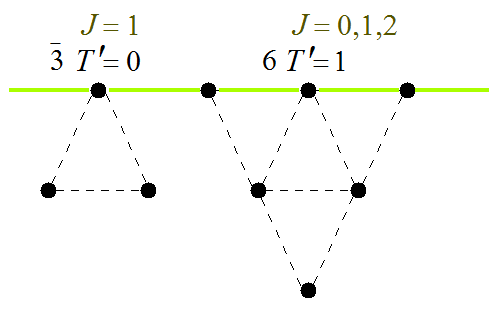 J = 1
J = 0,1,2
3̄ T′= 0
6 T′= 1